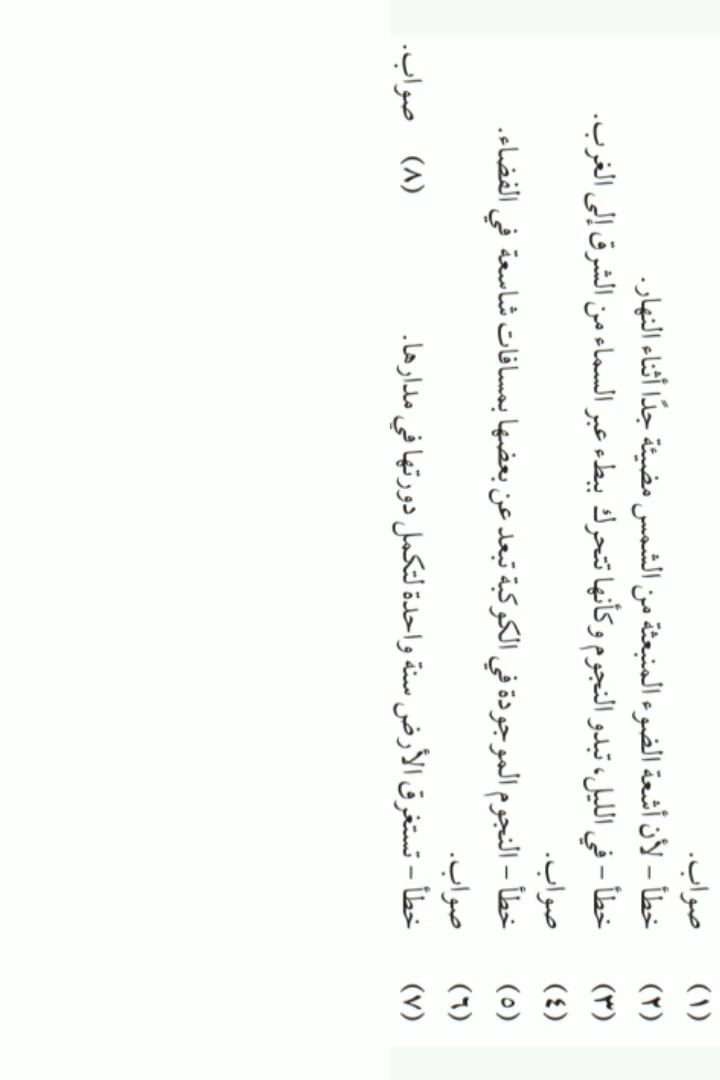 (١) صواب.
(٢) خطأ – لأن أشعة الضوء المنبعثة من الشمس مضيئة جدًا أثناء النهار.
(٣) خطأ – في الليل، تبدو النجوم وكأنها تتحرك ببطء عبر السماء من الشرق إلى الغرب.
(٤) صواب.
(٥) خطأ – النجوم الموجودة في الكوكبة تبعد عن بعضها بمسافات شاسعة في الفضاء.
(٦) صواب.
(٧) خطأ – تستغرق الأرض سنة واحدة لتكمل دورتها في مدارها. (٨) صواب.